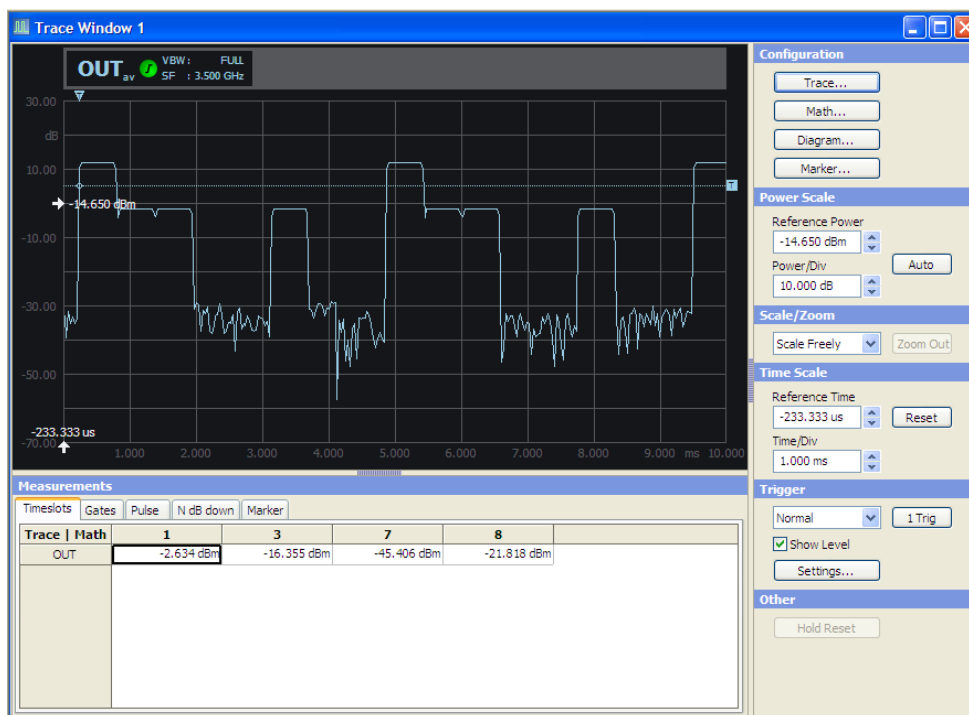 Trace Window 1
OUT av VBW: FULL
SF : 3.500 GHz
30.00
dB
10.00
-14.650 dBm
-10.00
-30.00
-50.00
-233.333 us
-70.00
1.000 2.000 3.000 4.000 5.000 6.000 7.000 8.000 9.000 ms 10.000
T
Configuration
Trace...
Math...
Diagram...
Marker...
Power Scale
Reference Power
-14.650 dBm
Power/Div
Auto
10.000 dB
Scale/Zoom
Scale Freely Zoom Out
Time Scale
Reference Time
-233.333 us Reset
Time/Div
1.000 ms
Trigger
Normal 1 Trig
Show Level
Settings...
Other
Hold Reset
Measurements
Timeslots Gates Pulse N dB down Marker
Trace | Math 1 3 7 8
OUT -2.634 dBm -16.355 dBm -45.406 dBm -21.818 dBm